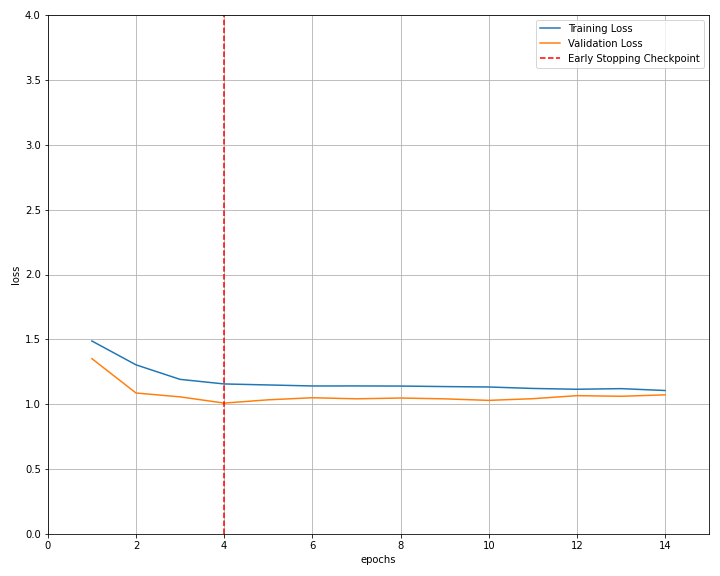 4.0
3.5
3.0
2.5
2.0
1.5
1.0
0.5
0.0
loss
Training Loss
Validation Loss
Early Stopping Checkpoint
0 2 4 6 8 10 12 14
epochs